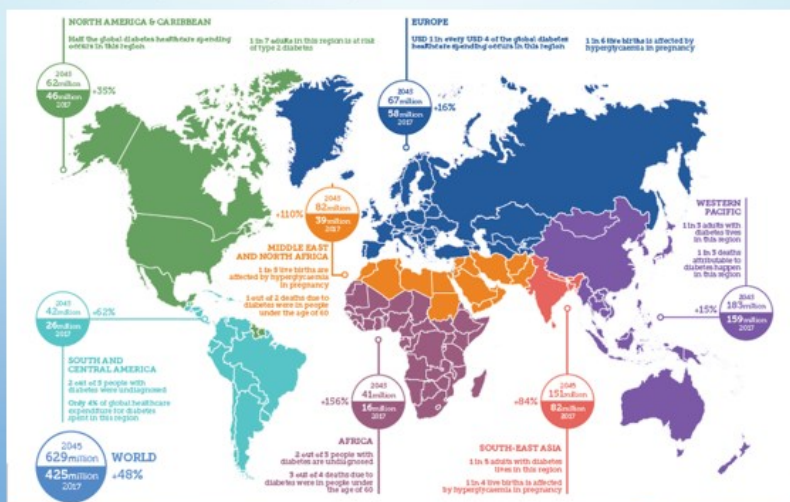 NORTH AMERICA & CARIBBEAN
Half the global diabetes healthcare spending
occurs in this region
1 in 7 adults in this region is at risk
of type 2 diabetes
2045
62million
46million
2017
+35%
EUROPE
USD 1 in every USD 4 of the global diabetes
healthcare spending occurs in this region
1 in 6 live births is affected by
hyperglycaemia in pregnancy
2045
67million
58million
2017
+16%
2045
82million
39million
2017
+110%
MIDDLE EAST
AND NORTH AFRICA
live births are
affected by hyperglycaemia
in pregnancy
1 out of 2 deaths due to
diabetes were in people
under the age of 60
WESTERN
PACIFIC
1 in 3 adults with
diabetes lives
in this region
1 in 3 deaths
attributable to
diabetes happen
in this region
+15%
2045
183million
159million
2017
2045
42million
26million
2017
+62%
SOUTH AND
CENTRAL AMERICA
2 out of 5 people with
diabetes were undiagnosed
Only 4% of global healthcare
expenditure for diabetes
spent in this region
2045
629million
425million
2017
WORLD
+48%
+156%
2045
41million
16million
2017
AFRICA
2 out of 3 people with
diabetes are undiagnosed
3 out of 4 deaths due to
diabetes were in people under
the age of 60
+84%
2045
151million
82million
2017
SOUTH-EAST ASIA
1 in 5 adults with diabetes
lives in this region
1 in 4 live births is affected
by hyperglycaemia in pregnancy